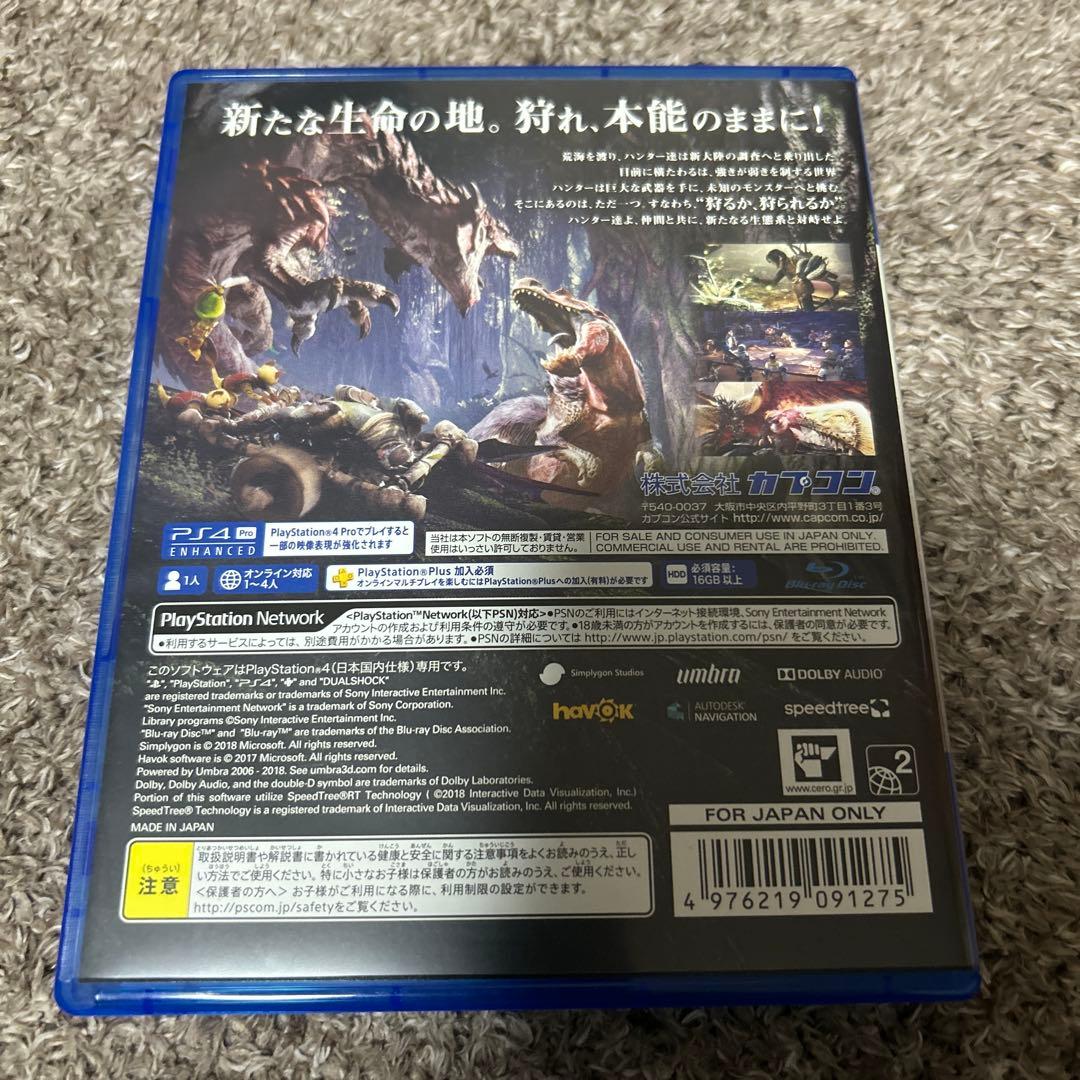 新たな生命の地。狩れ、本能のままに!
荒海を渡り、ハンター達は新大陸の調査へと乗り出した
目前に横たわるは、強きが弱きを制する世界
ハンターは巨大な武器を手に、未知のモンスターへと挑む
そこにあるのは、ただ一つ。すなわち、“狩るか、狩られるか”
ハンター達よ、仲間と共に、新たなる生態系と対峙せよ。
株式会社 カプコン
〒540-0037 大阪市中央区内平野町3丁目1番3号
カプコン公式サイト http://www.capcom.co.jp/
PS4 Pro
ENHANCED
PlayStation®4 Proでプレイすると
一部の映像表現が強化されます
当社は本ソフトの無断複製・賃貸・営業
使用はいっさい許可しておりません。
FOR SALE AND CONSUMER USE IN JAPAN ONLY.
COMMERCIAL USE AND RENTAL ARE PROHIBITED.
1人
オンライン対応
1~4人
PlayStation®Plus 加入必須
オンラインマルチプレイを楽しむにはPlayStation®Plusへの加入(有料)が必要です
HDD
必須容量:
16GB 以上
Blu-ray Disc
PlayStation Network
<PlayStation™Network(以下PSN)対応>●PSNのご利用にはインターネット接続環境、Sony Entertainment Network
アカウントの作成および利用条件の遵守が必要です。●18歳未満の方がアカウントを作成するには、保護者の同意が必要です。
●利用するサービスによっては、別途費用がかかる場合があります。●PSNの詳細については http://www.jp.playstation.com/psn/ をご覧ください。
このソフトウェアはPlayStation®4(日本国内仕様)専用です。
"PlayStation", "PS4", and "DUALSHOCK"
are registered trademarks or trademarks of Sony Interactive Entertainment Inc.
"Sony Entertainment Network" is a trademark of Sony Corporation.
Library programs ©Sony Interactive Entertainment Inc.
"Blu-ray Disc™" and "Blu-ray™" are trademarks of the Blu-ray Disc Association.
Simplygon is © 2018 Microsoft. All rights reserved.
Havok software is © 2017 Microsoft. All rights reserved.
Powered by Umbra 2006 - 2018. See umbra3d.com for details.
Dolby, Dolby Audio, and the double-D symbol are trademarks of Dolby Laboratories.
Portion of this software utilize SpeedTree®RT Technology ( ©2018 Interactive Data Visualization, Inc.)
SpeedTree® Technology is a registered trademark of Interactive Data Visualization, Inc. All rights reserved.
MADE IN JAPAN
Simplygon Studios
umbra
DOLBY AUDIO
havok
AUTODESK
NAVIGATION
speedtree
www.cero.gr.jp
2
FOR JAPAN ONLY
(ちゅうい)
注意
取扱説明書や解説書に書かれている健康と安全に関する注意事項をよくお読みのうえ、正し
い方法でご使用ください。特に小さなお子様は保護者の方がお読みのうえ、ご使用ください。
<保護者の方へ> お子様がご利用になる際に、利用制限の設定ができます。
http://pscom.jp/safetyをご覧ください。
4 976219 091275